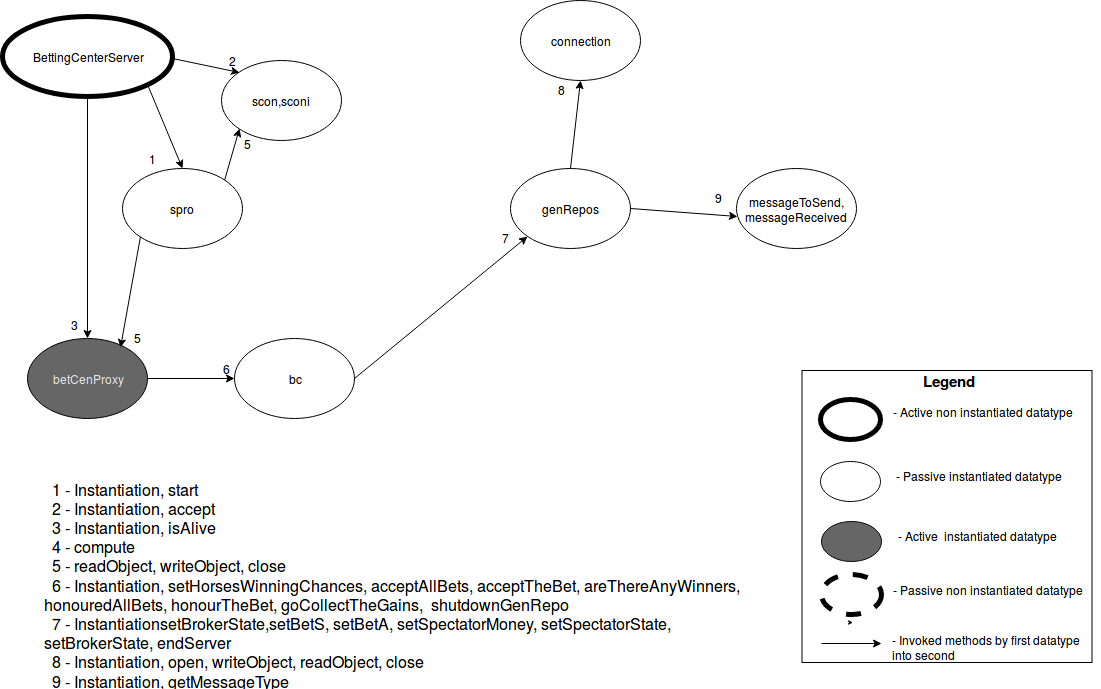 connection
BettingCenterServer
2
8
scon,sconi
5
1
9
messageToSend,
messageReceived
spro
genRepos
7
3
5
6
betCenProxy
bc
Legend
- Active non instantiated datatype
- Passive instantiated datatype
- Active instantiated datatype
- Passive non instantiated datatype
- Invoked methods by first datatype
into second
1 - Instantiation, start
2 - Instantiation, accept
3 - Instantiation, isAlive
4 - compute
5 - readObject, writeObject, close
6 - Instantiation, setHorsesWinningChances, acceptAllBets, acceptTheBet, areThereAnyWinners,
honouredAllBets, honourTheBet, goCollectTheGains, shutdownGenRepo
7 - InstantiationsetBrokerState,setBetS, setBetA, setSpectatorMoney, setSpectatorState,
setBrokerState, endServer
8 - Instantiation, open, writeObject, readObject, close
9 - Instantiation, getMessageType